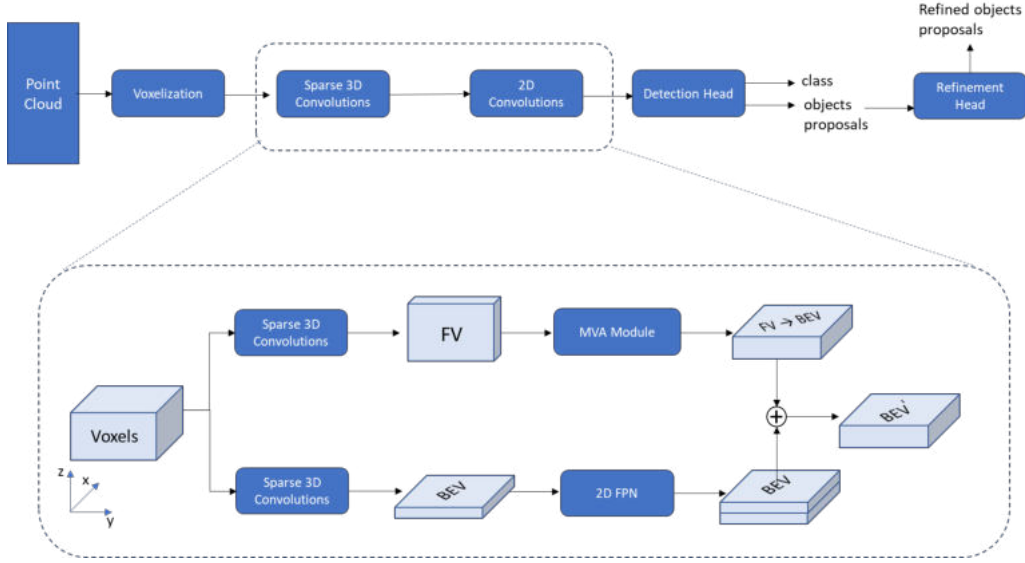 Refined objects
proposals
Point
Cloud
Voxelization
Sparse 3D
Convolutions
2D
Convolutions
Detection Head
class
objects
proposals
Refinement
Head
Sparse 3D
Convolutions
FV
MVA Module
FV → BEV
Voxels
BEV'
z
x
y
Sparse 3D
Convolutions
BEV
2D FPN
BEV